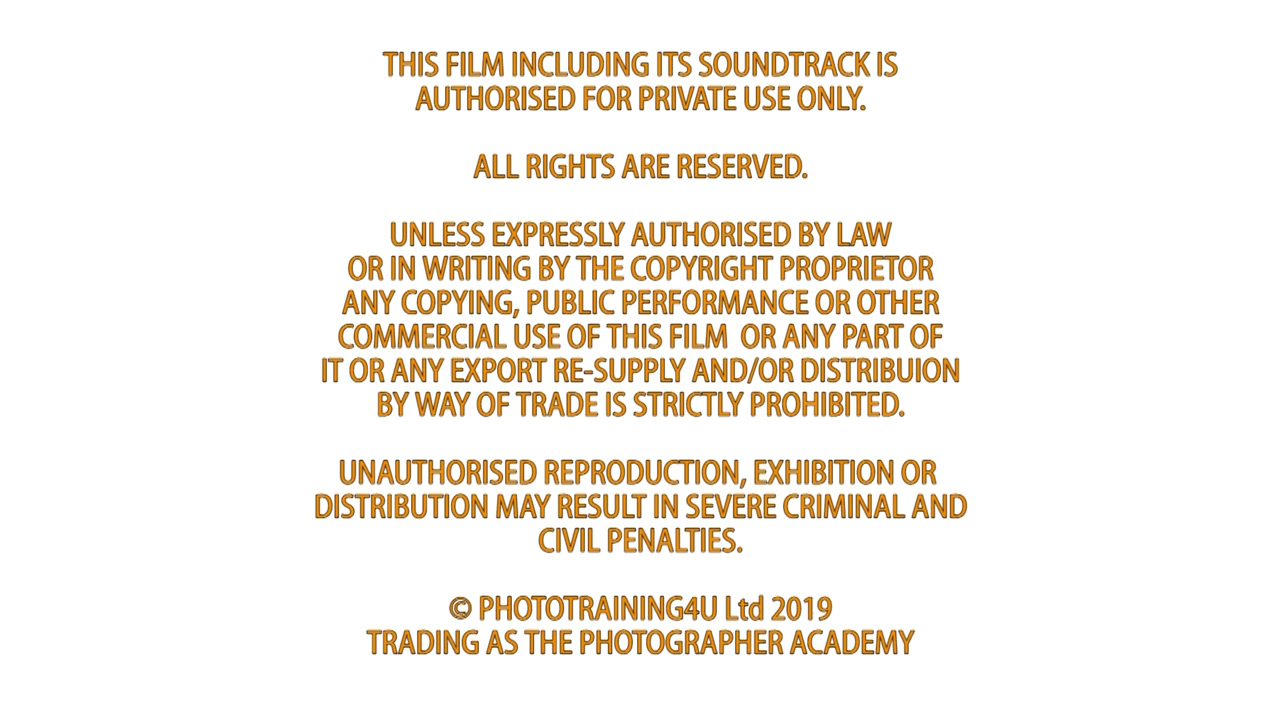 THIS FILM INCLUDING ITS SOUNDTRACK IS
AUTHORISED FOR PRIVATE USE ONLY.
ALL RIGHTS ARE RESERVED.
UNLESS EXPRESSLY AUTHORISED BY LAW
OR IN WRITING BY THE COPYRIGHT PROPRIETOR
ANY COPYING, PUBLIC PERFORMANCE OR OTHER
COMMERCIAL USE OF THIS FILM  OR ANY PART OF
IT OR ANY EXPORT RE-SUPPLY AND/OR DISTRIBUION
BY WAY OF TRADE IS STRICTLY PROHIBITED.
UNAUTHORISED REPRODUCTION, EXHIBITION OR
DISTRIBUTION MAY RESULT IN SEVERE CRIMINAL AND
CIVIL PENALTIES.
© PHOTOTRAINING4U Ltd 2019
TRADING AS THE PHOTOGRAPHER ACADEMY